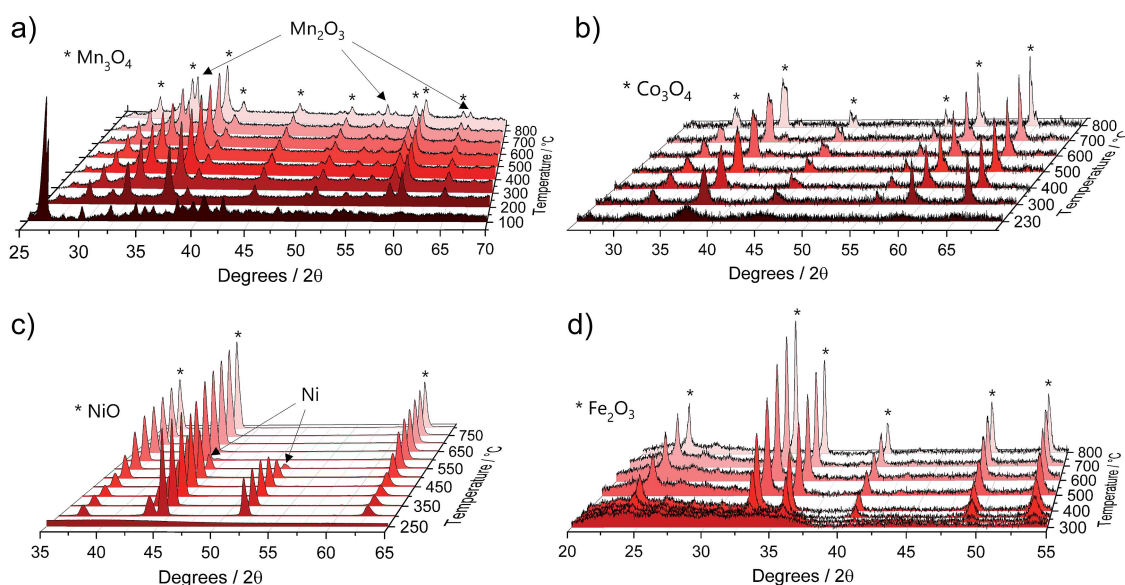 a)
Mn₂O₃
* Mn₃O₄
* * * * * * * * * *
800
700
600
500
400
300
200
100
Temperature / °C
25 30 35 40 45 50 55 60 65 70
Degrees / 2θ
b)
* Co₃O₄
* * * * * *
800
700
600
500
400
300
230
Temperature / °C
30 35 40 45 50 55 60 65
Degrees / 2θ
c)
* NiO
Ni
* * *
750
650
550
450
350
250
Temperature / °C
35 40 45 50 55 60 65
Degrees / 2θ
d)
* Fe₂O₃
* * * * * *
800
700
600
500
400
300
Temperature / °C
20 25 30 35 40 45 50 55
Degrees / 2θ